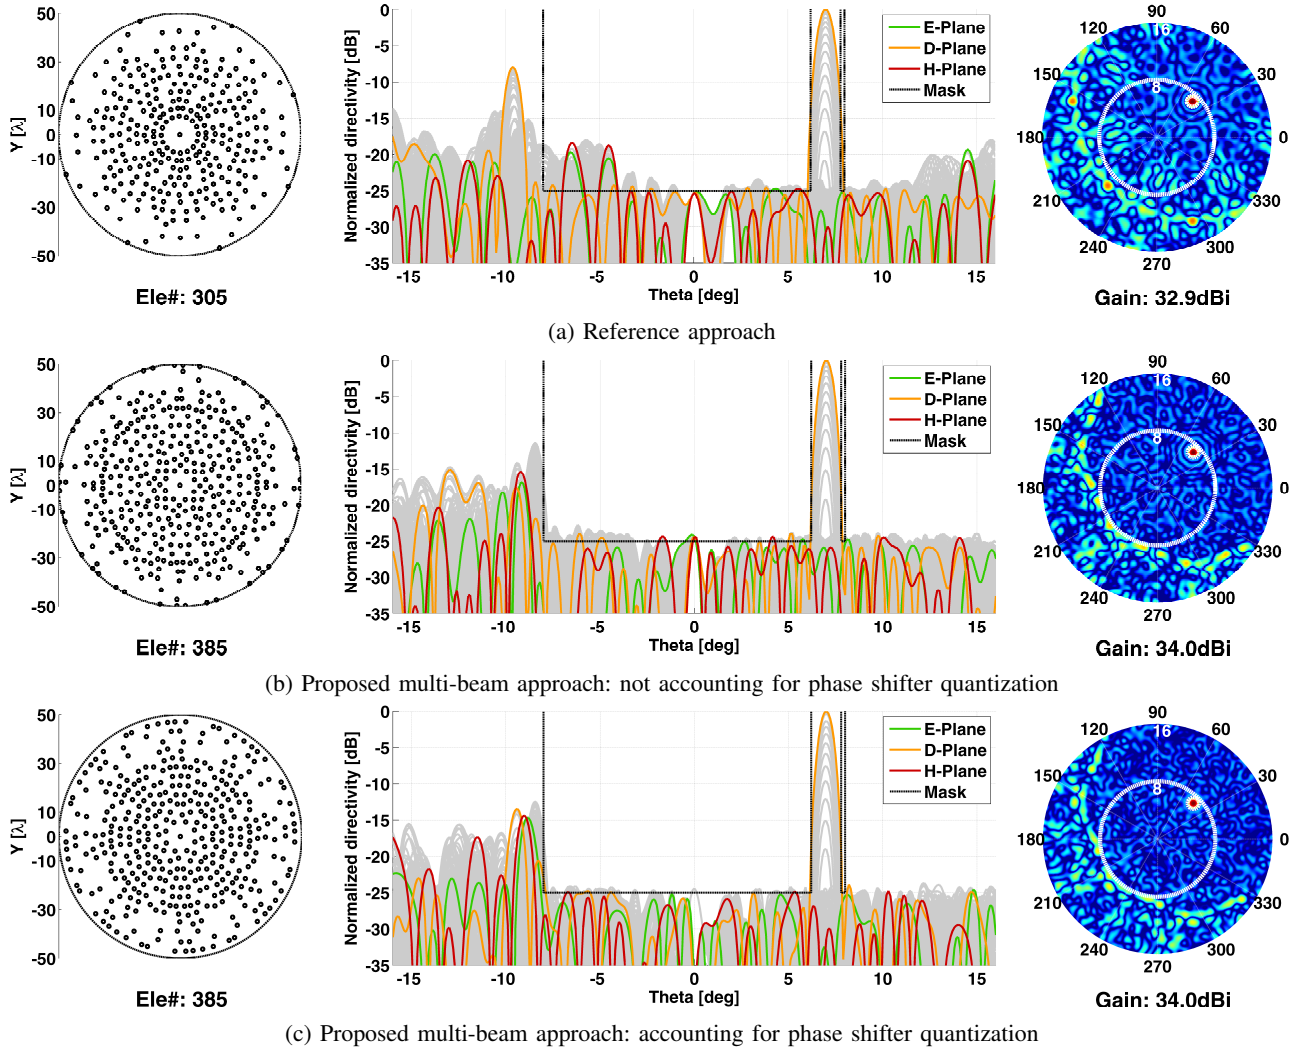 50
30
10
0
-10
-30
-50
Y [λ]
Ele#: 305
0
-5
-10
-15
-20
-25
-30
-35
Normalized directivity [dB]
E-Plane
D-Plane
H-Plane
Mask
-15 -10 -5 0 5 10 15
Theta [deg]
90
120 16 60
150 30
8
180 0
210 330
240 300
270
Gain: 32.9dBi
(a) Reference approach
50
30
10
0
-10
-30
-50
Y [λ]
Ele#: 385
0
-5
-10
-15
-20
-25
-30
-35
Normalized directivity [dB]
E-Plane
D-Plane
H-Plane
Mask
-15 -10 -5 0 5 10 15
Theta [deg]
90
120 16 60
150 30
8
180 0
210 330
240 300
270
Gain: 34.0dBi
(b) Proposed multi-beam approach: not accounting for phase shifter quantization
50
30
10
0
-10
-30
-50
Y [λ]
Ele#: 385
0
-5
-10
-15
-20
-25
-30
-35
Normalized directivity [dB]
E-Plane
D-Plane
H-Plane
Mask
-15 -10 -5 0 5 10 15
Theta [deg]
90
120 16 60
150 30
8
180 0
210 330
240 300
270
Gain: 34.0dBi
(c) Proposed multi-beam approach: accounting for phase shifter quantization